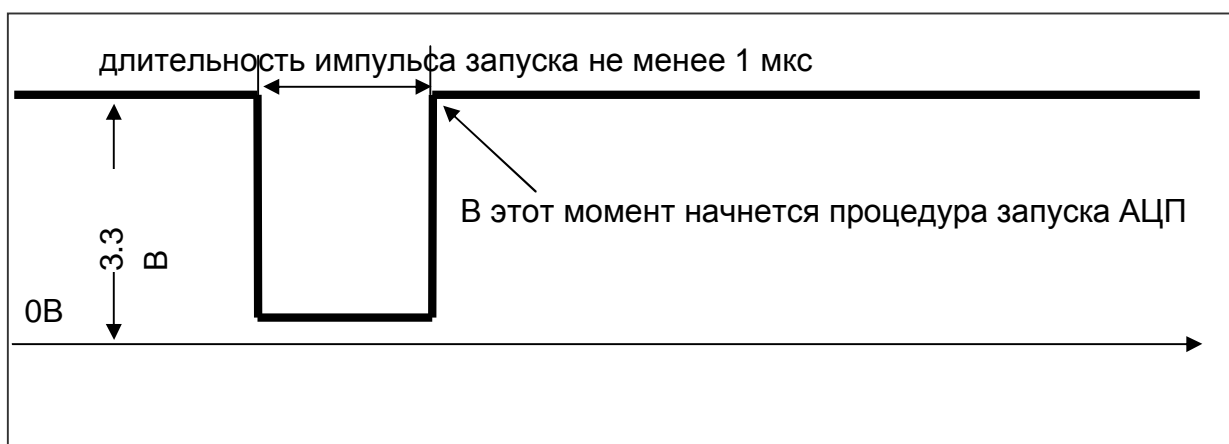 длительность импульса запуска не менее 1 мкс
В этот момент начнется процедура запуска АЦП
3.3
В
0В